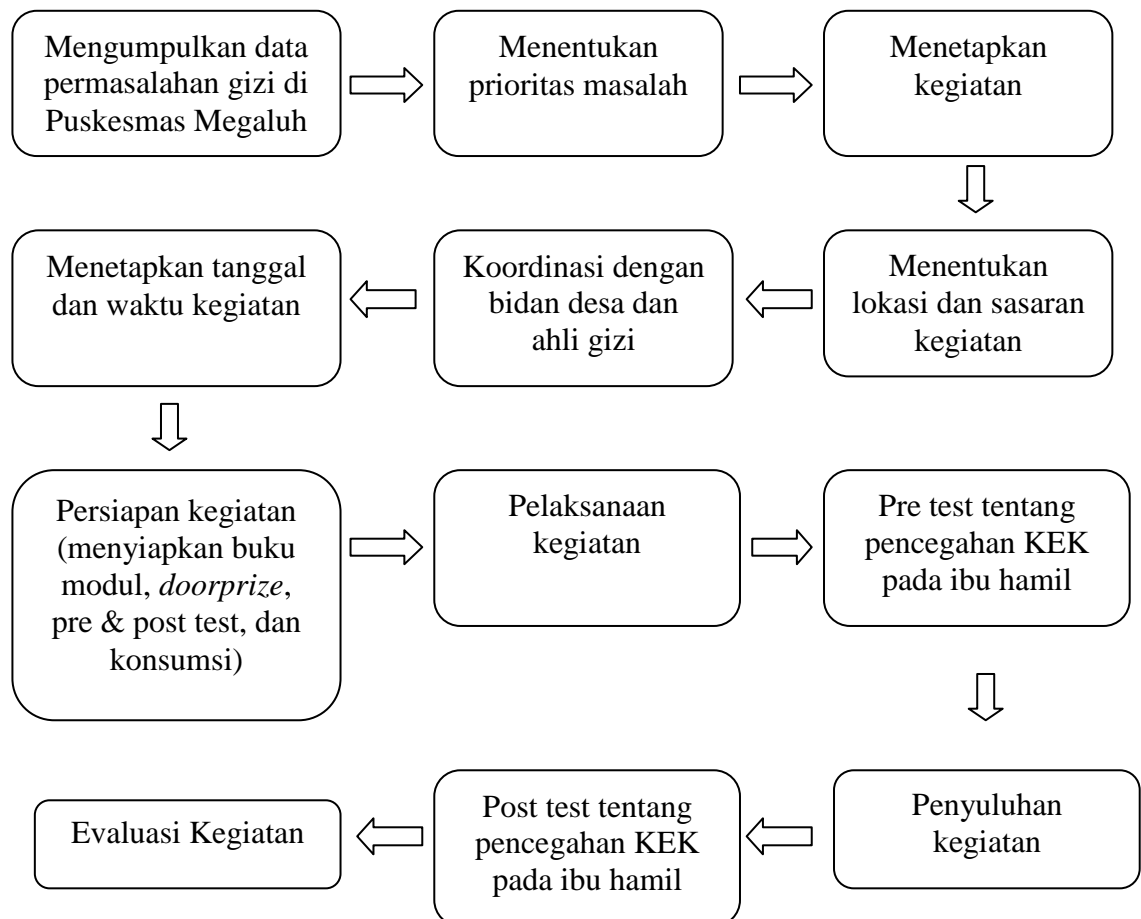 Mengumpulkan data
permasalahan gizi di
Puskesmas Megaluh
Menentukan
prioritas masalah
Menetapkan
kegiatan
Menentukan
lokasi dan sasaran
kegiatan
Koordinasi dengan
bidan desa dan
ahli gizi
Menetapkan tanggal
dan waktu kegiatan
Persiapan kegiatan
(menyiapkan buku
modul, doorprize,
pre & post test, dan
konsumsi)
Pelaksanaan
kegiatan
Pre test tentang
pencegahan KEK
pada ibu hamil
Penyuluhan
kegiatan
Post test tentang
pencegahan KEK
pada ibu hamil
Evaluasi Kegiatan